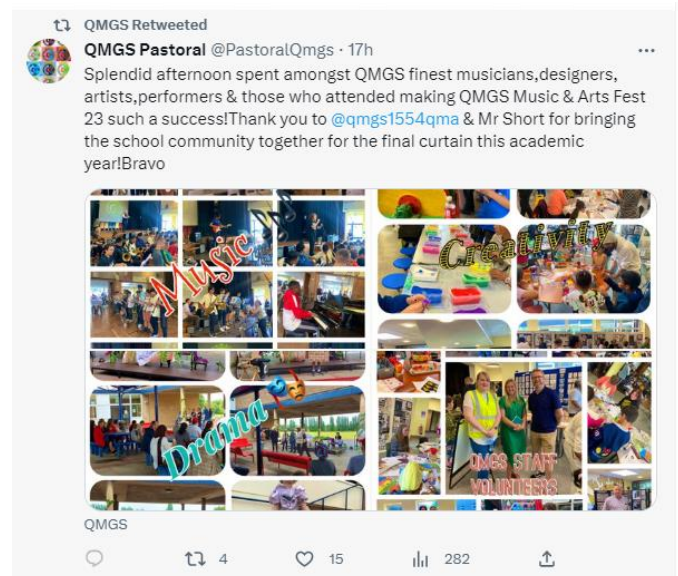 QMGS Retweeted
QMGS Pastoral @PastoralQmgs · 17h
Splendid afternoon spent amongst QMGS finest musicians,designers,
artists,performers & those who attended making QMGS Music & Arts Fest
23 such a success!Thank you to @qmgs1554qma & Mr Short for bringing
the school community together for the final curtain this academic
year!Bravo
Music
Creativity
Drama
QMGS STAFF
VOLUNTEERS
QMGS
4 15 282